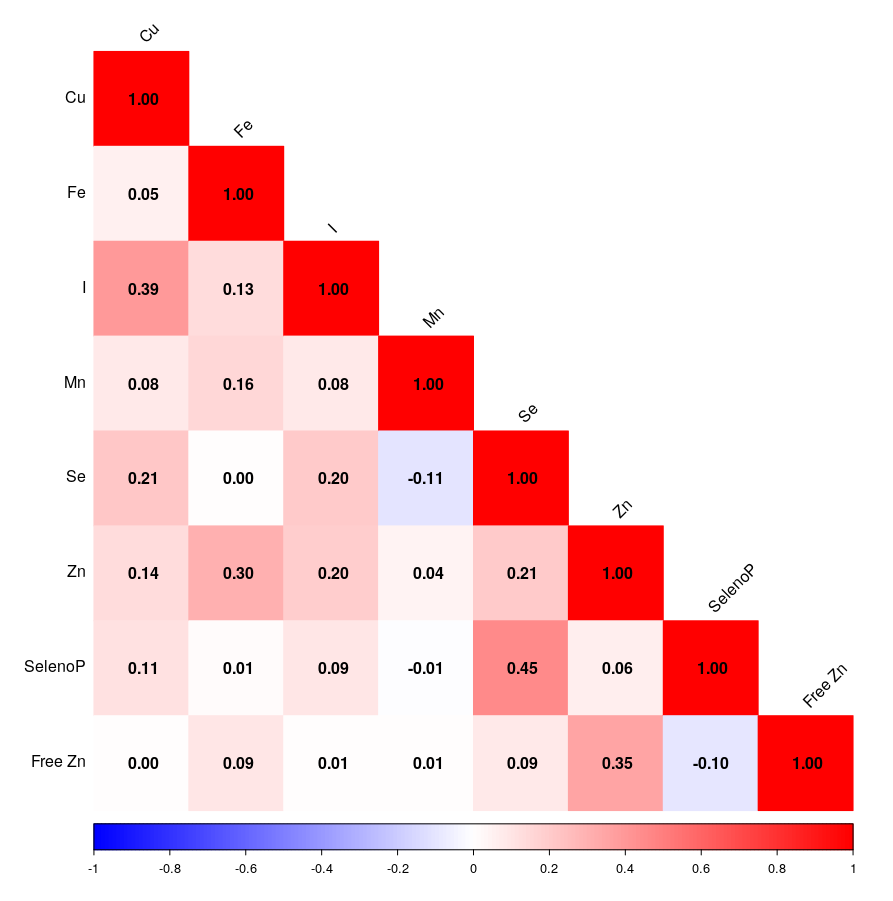 Cu
Cu 1.00
Fe
Fe 0.05 1.00
I
I 0.39 0.13 1.00
Mn
Mn 0.08 0.16 0.08 1.00
Se
Se 0.21 0.00 0.20 -0.11 1.00
Zn
Zn 0.14 0.30 0.20 0.04 0.21 1.00
SelenoP
SelenoP 0.11 0.01 0.09 -0.01 0.45 0.06 1.00
Free Zn
Free Zn 0.00 0.09 0.01 0.01 0.09 0.35 -0.10 1.00
-1 -0.8 -0.6 -0.4 -0.2 0 0.2 0.4 0.6 0.8 1